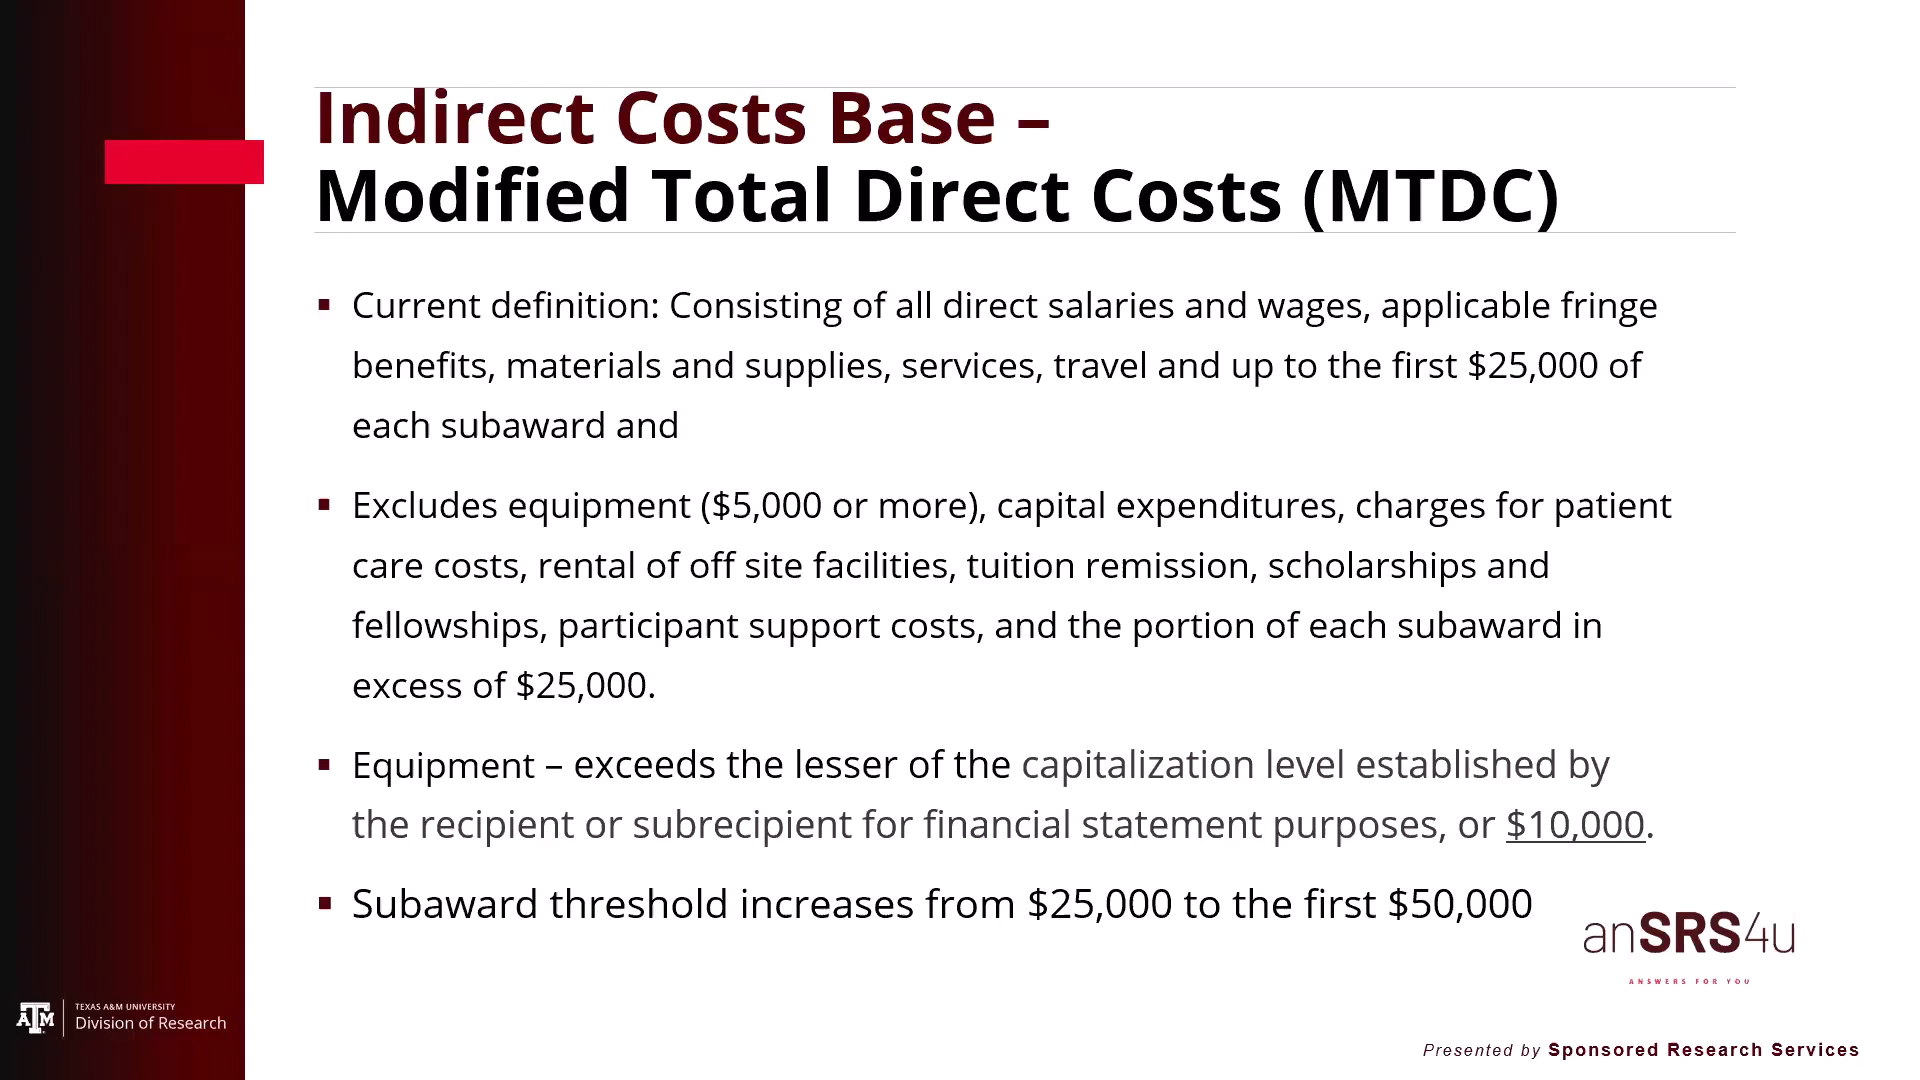 Indirect Costs Base –
Modified Total Direct Costs (MTDC)
▪ Current definition: Consisting of all direct salaries and wages, applicable fringe
benefits, materials and supplies, services, travel and up to the first $25,000 of
each subaward and
▪ Excludes equipment ($5,000 or more), capital expenditures, charges for patient
care costs, rental of off site facilities, tuition remission, scholarships and
fellowships, participant support costs, and the portion of each subaward in
excess of $25,000.
▪ Equipment – exceeds the lesser of the capitalization level established by
the recipient or subrecipient for financial statement purposes, or $10,000.
▪ Subaward threshold increases from $25,000 to the first $50,000
anSRS4u
ANSWERS FOR YOU
ATM
TEXAS A&M UNIVERSITY
Division of Research
Presented by Sponsored Research Services